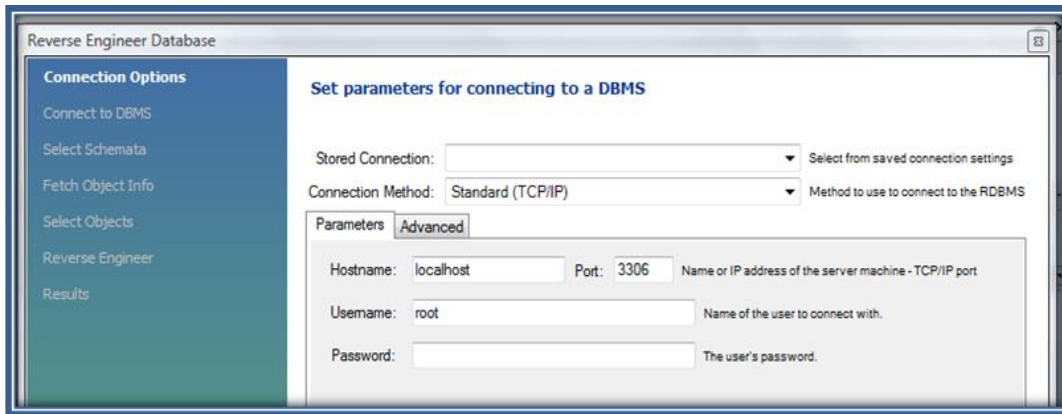 Reverse Engineer Database
Connection Options
Connect to DBMS
Select Schemata
Fetch Object Info
Select Objects
Reverse Engineer
Results
Set parameters for connecting to a DBMS
Stored Connection: Select from saved connection settings
Connection Method: Standard (TCP/IP) Method to use to connect to the RDBMS
Parameters Advanced
Hostname: localhost Port: 3306 Name or IP address of the server machine - TCP/IP port
Username: root Name of the user to connect with.
Password: The user's password.